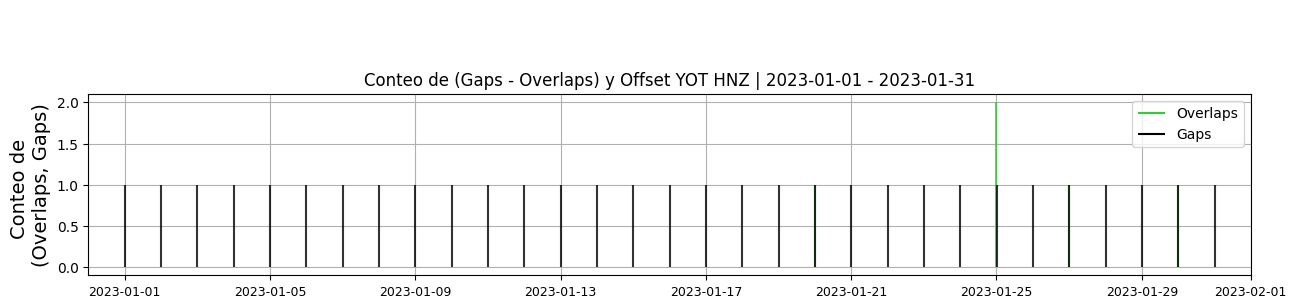 Conteo de (Gaps - Overlaps) y Offset YOT HNZ | 2023-01-01 - 2023-01-31
Conteo de
(Overlaps, Gaps)
2.0
1.5
1.0
0.5
0.0
Overlaps
Gaps
2023-01-01 2023-01-05 2023-01-09 2023-01-13 2023-01-17 2023-01-21 2023-01-25 2023-01-29 2023-02-01